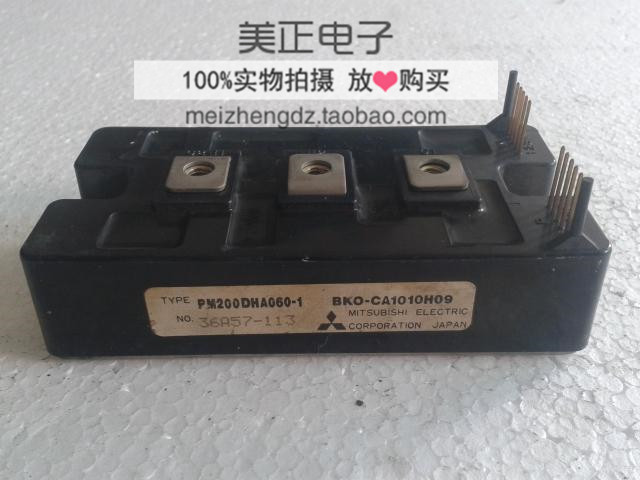 美正电子
100%实物拍摄 放❤购买
meizhengdz.taobao.com
TYPE PM200DHA060-1 BKO-CA1010H09
NO. 36A57-113 MITSUBISHI ELECTRIC
CORPORATION JAPAN